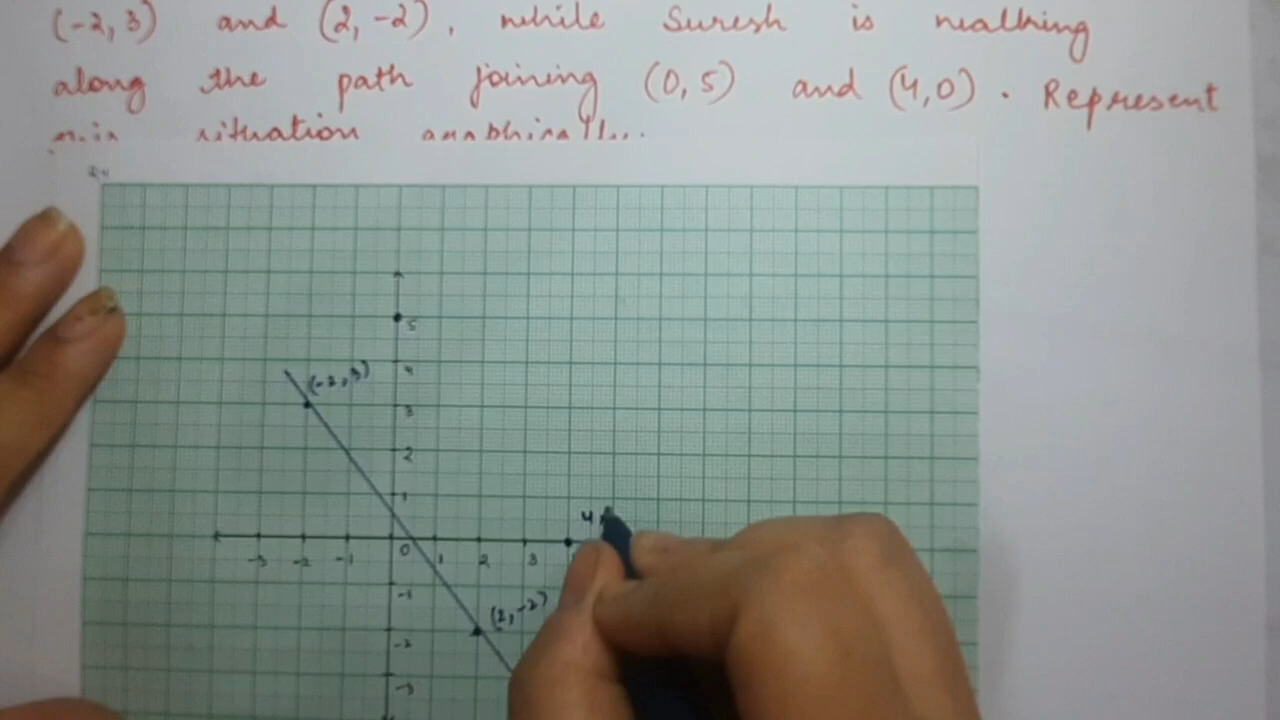 (-2, 3) and (2, -2), while Suresh is walking
along the path joining (0, 5) and (4, 0). Represent
situation
5
(-2, 3)
4
3
2
1
-3 -2 -1 0 1 2 3
4,
-1
(2, -2)
-2
-3